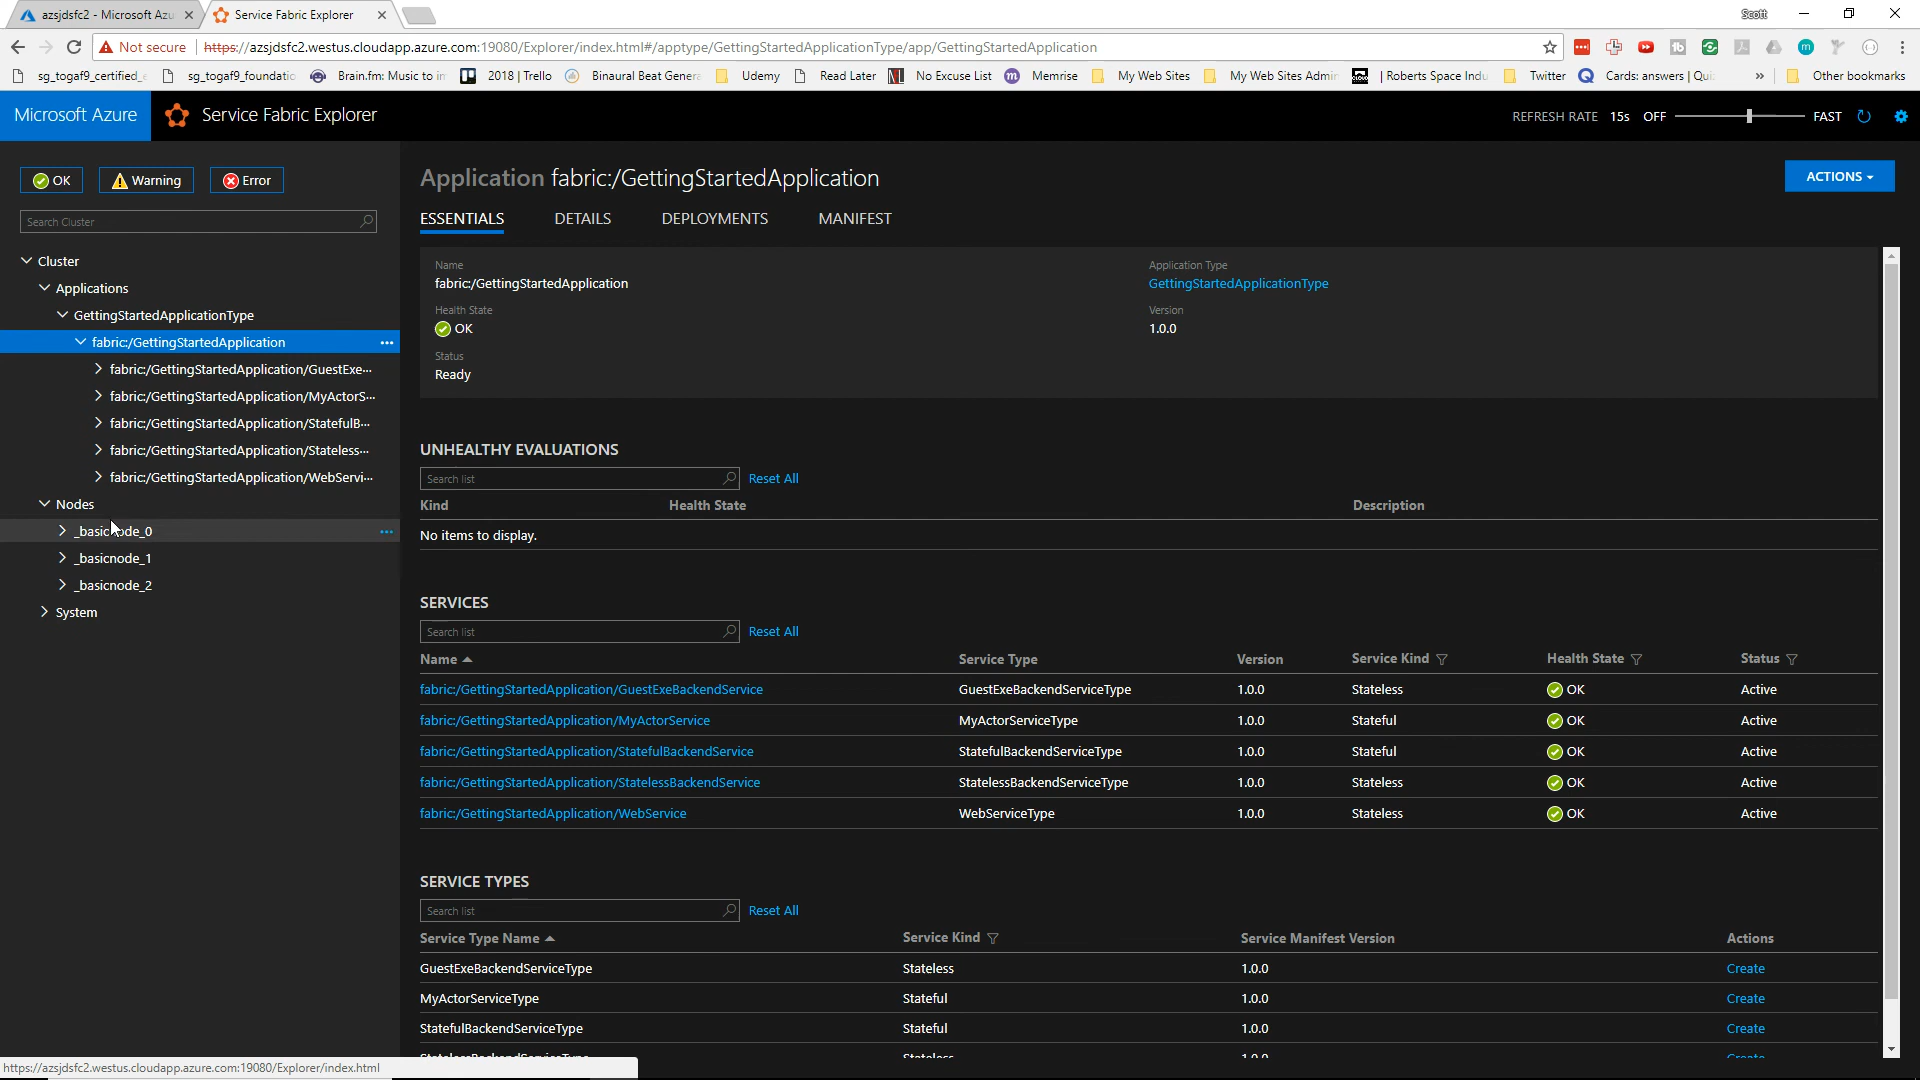 azsjdsfc2 - Microsoft Azu
Service Fabric Explorer
Scott
Not secure https://azsjdsfc2.westus.cloudapp.azure.com:19080/Explorer/index.html#/apptype/GettingStartedApplicationType/app/GettingStartedApplication
sg_togaf9_certified_ sg_togaf9_foundatio Brain.fm: Music to in 2018 | Trello Binaural Beat Genera Udemy Read Later No Excuse List Memrise My Web Sites My Web Sites Admin | Roberts Space Indu Twitter Cards: answers | Qui » Other bookmarks
Microsoft Azure Service Fabric Explorer REFRESH RATE 15s OFF FAST
OK Warning Error
Search Cluster
Cluster
Applications
GettingStartedApplicationType
fabric:/GettingStartedApplication ...
fabric:/GettingStartedApplication/GuestExe...
fabric:/GettingStartedApplication/MyActorS...
fabric:/GettingStartedApplication/StatefulB...
fabric:/GettingStartedApplication/Stateless...
fabric:/GettingStartedApplication/WebServi...
Nodes
_basicnode_0 ...
_basicnode_1
_basicnode_2
System
Application fabric:/GettingStartedApplication
ACTIONS
ESSENTIALS DETAILS DEPLOYMENTS MANIFEST
Name
fabric:/GettingStartedApplication
Application Type
GettingStartedApplicationType
Health State
OK
Version
1.0.0
Status
Ready
UNHEALTHY EVALUATIONS
Search list Reset All
Kind Health State Description
No items to display.
SERVICES
Search list Reset All
Name Service Type Version Service Kind Health State Status
fabric:/GettingStartedApplication/GuestExeBackendService GuestExeBackendServiceType 1.0.0 Stateless OK Active
fabric:/GettingStartedApplication/MyActorService MyActorServiceType 1.0.0 Stateful OK Active
fabric:/GettingStartedApplication/StatefulBackendService StatefulBackendServiceType 1.0.0 Stateful OK Active
fabric:/GettingStartedApplication/StatelessBackendService StatelessBackendServiceType 1.0.0 Stateless OK Active
fabric:/GettingStartedApplication/WebService WebServiceType 1.0.0 Stateless OK Active
SERVICE TYPES
Search list Reset All
Service Type Name Service Kind Service Manifest Version Actions
GuestExeBackendServiceType Stateless 1.0.0 Create
MyActorServiceType Stateful 1.0.0 Create
StatefulBackendServiceType Stateful 1.0.0 Create
StatelessBackendServiceType Stateless 1.0.0 Create
https://azsjdsfc2.westus.cloudapp.azure.com:19080/Explorer/index.html